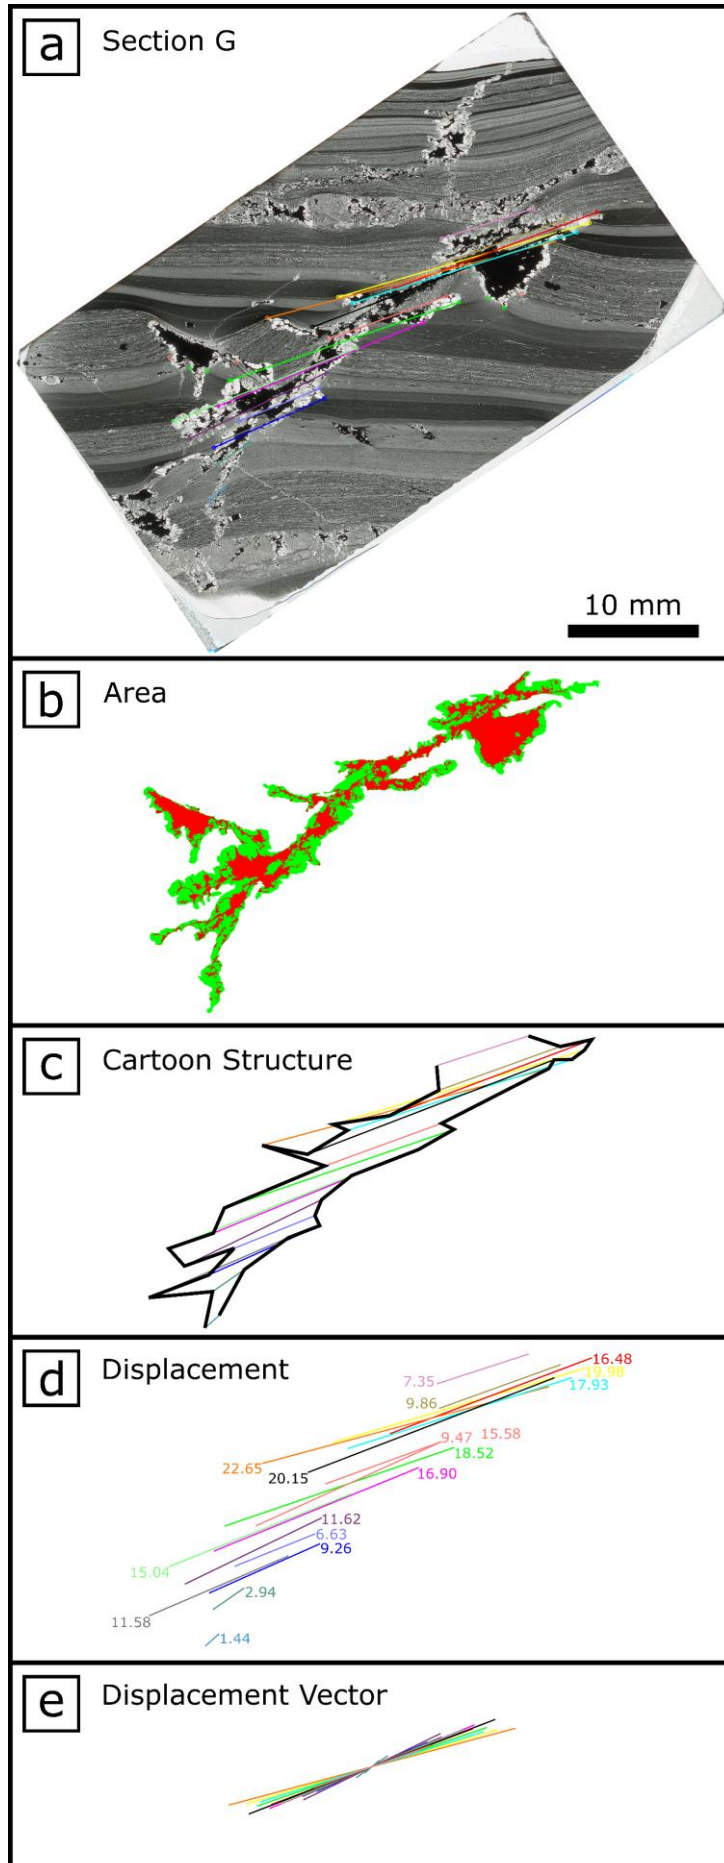 a Section G
10 mm
b Area
c Cartoon Structure
d Displacement
16.48
7.35
19.98
17.93
9.86
9.47 15.58
18.52
22.65
20.15
16.90
11.62
6.63
9.26
15.04
2.94
11.58
1.44
e Displacement Vector